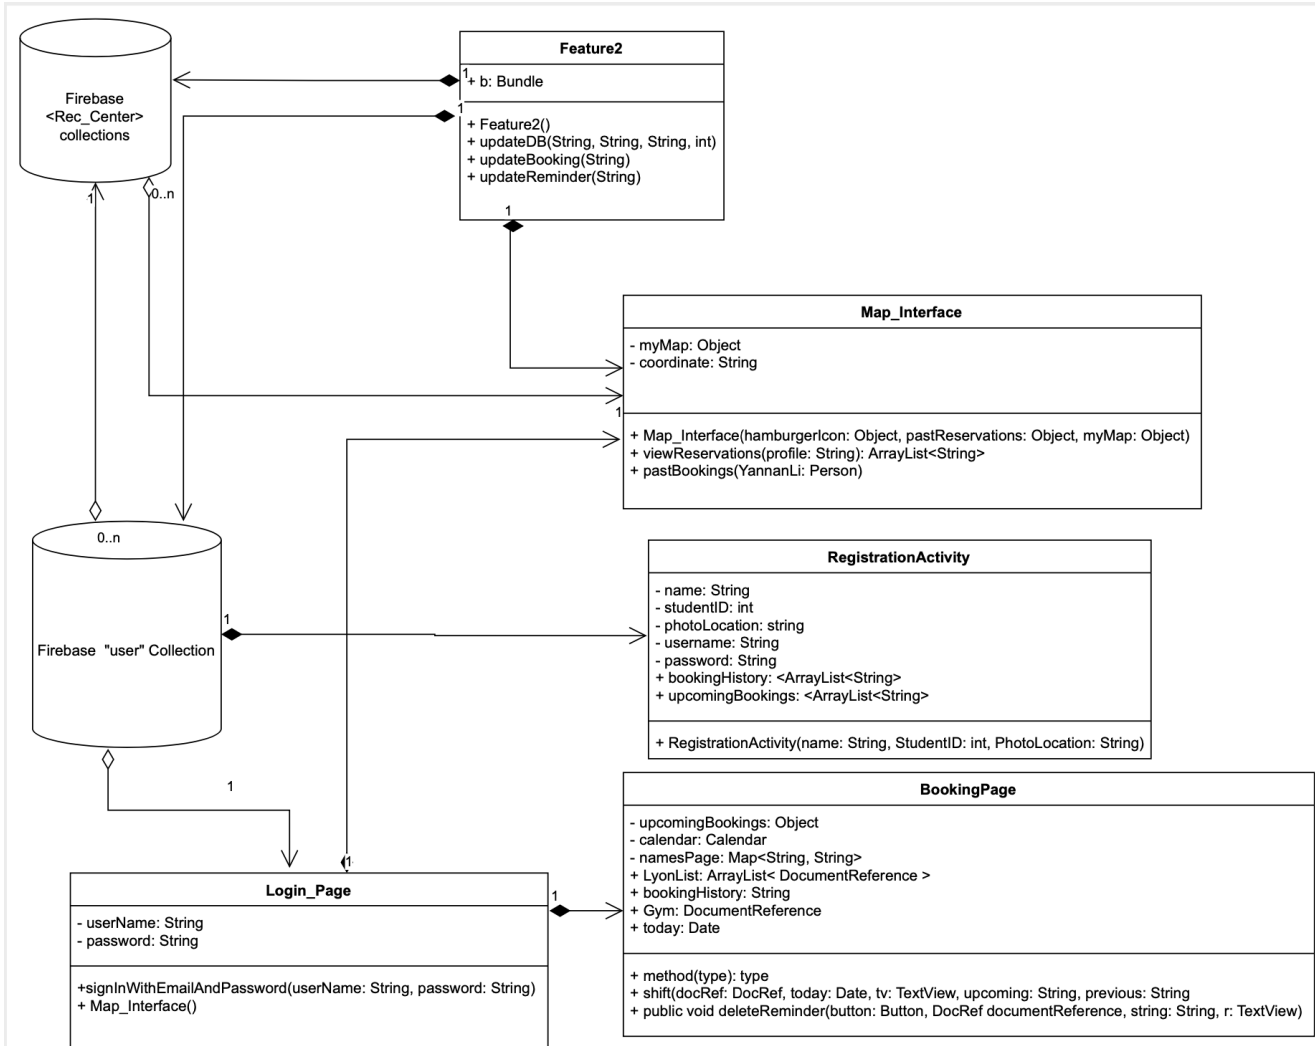 Firebase
<Rec_Center>
collections
Feature2
1
+ b: Bundle
1
+ Feature2()
+ updateDB(String, String, String, int)
+ updateBooking(String)
+ updateReminder(String)
1
1
0..n
Map_Interface
- myMap: Object
- coordinate: String
1
+ Map_Interface(hamburgerIcon: Object, pastReservations: Object, myMap: Object)
+ viewReservations(profile: String): ArrayList<String>
+ pastBookings(YannanLi: Person)
0..n
Firebase "user" Collection
1
RegistrationActivity
- name: String
- studentID: int
- photoLocation: string
- username: String
- password: String
+ bookingHistory: <ArrayList<String>
+ upcomingBookings: <ArrayList<String>
+ RegistrationActivity(name: String, StudentID: int, PhotoLocation: String)
1
1
Login_Page
- userName: String
- password: String
+signInWithEmailAndPassword(userName: String, password: String)
+ Map_Interface()
1
BookingPage
- upcomingBookings: Object
- calendar: Calendar
- namesPage: Map<String, String>
+ LyonList: ArrayList< DocumentReference >
+ bookingHistory: String
+ Gym: DocumentReference
+ today: Date
+ method(type): type
+ shift(docRef: DocRef, today: Date, tv: TextView, upcoming: String, previous: String
+ public void deleteReminder(button: Button, DocRef documentReference, string: String, r: TextView)